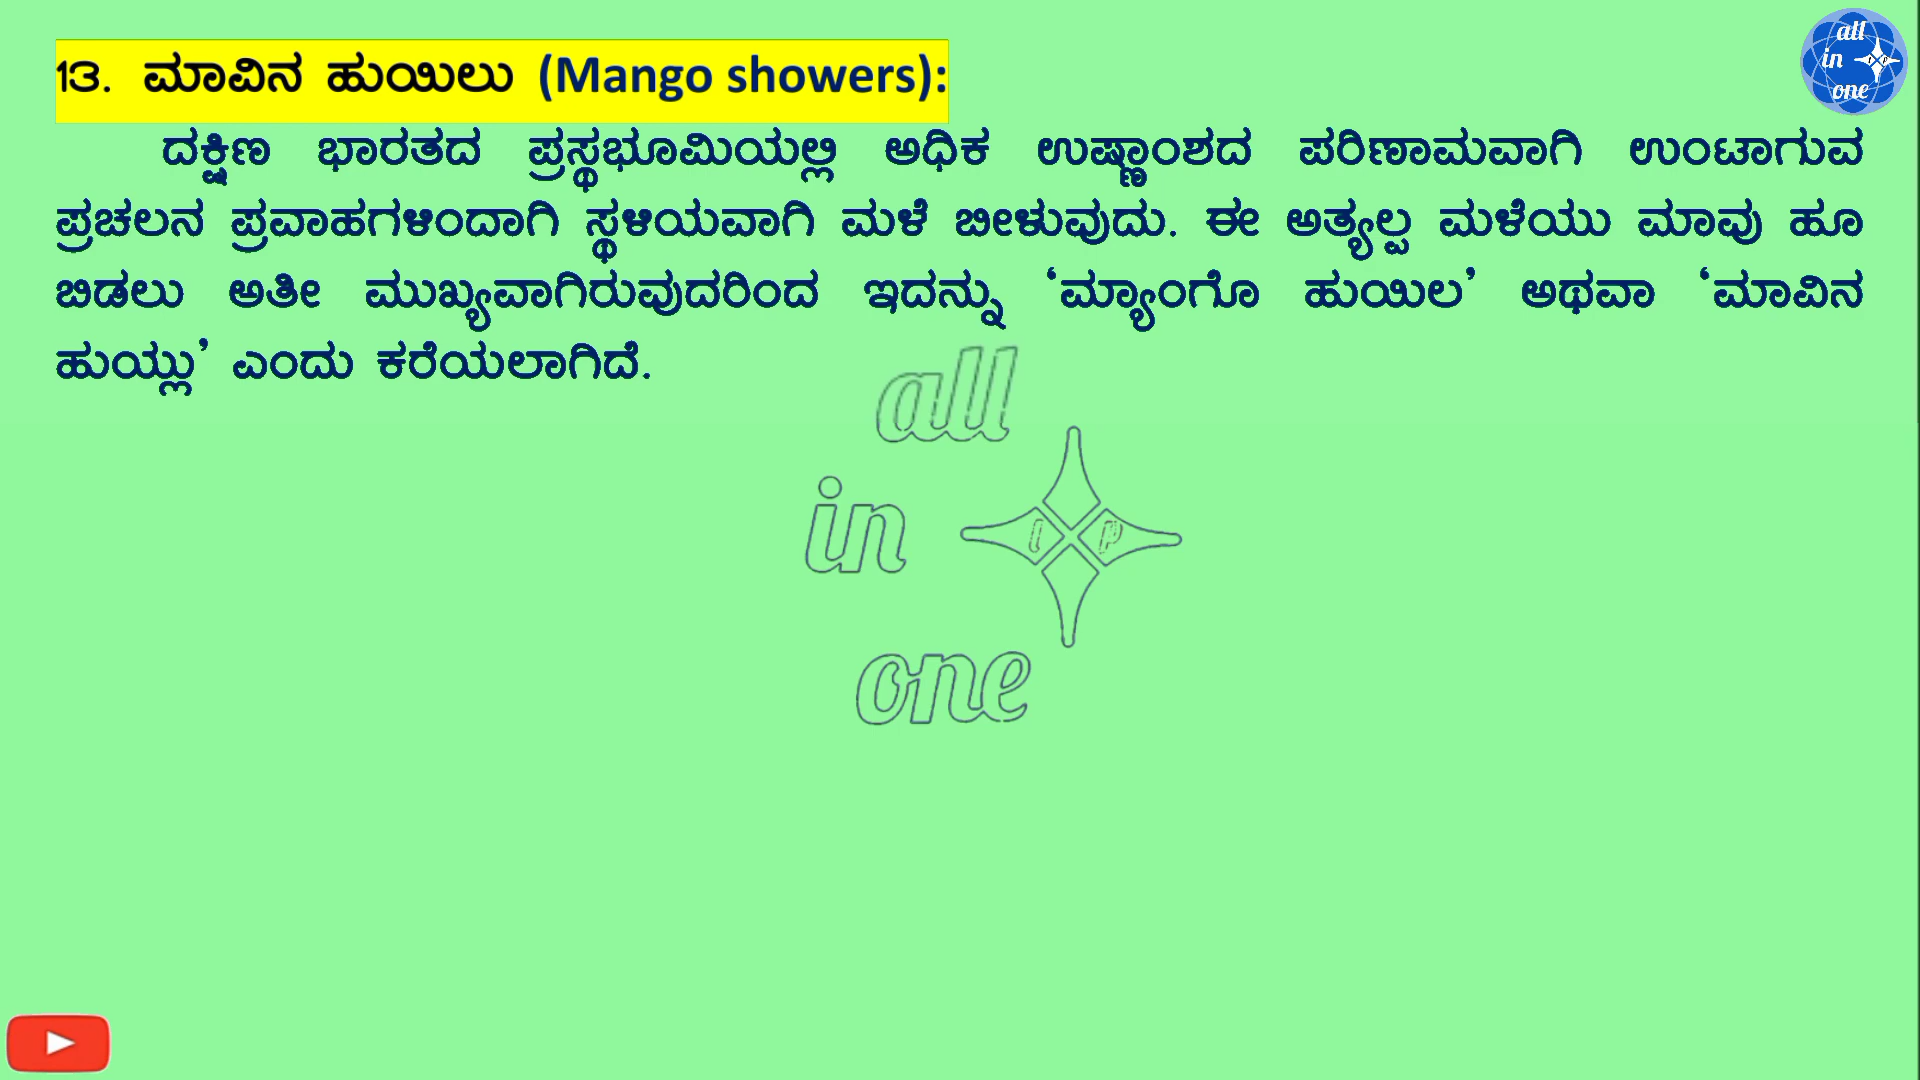 13. ಮಾವಿನ ಹುಯಿಲು (Mango showers):
ದಕ್ಷಿಣ ಭಾರತದ ಪ್ರಸ್ಥಭೂಮಿಯಲ್ಲಿ ಅಧಿಕ ಉಷ್ಣಾಂಶದ ಪರಿಣಾಮವಾಗಿ ಉಂಟಾಗುವ
ಪ್ರಚಲನ ಪ್ರವಾಹಗಳಿಂದಾಗಿ ಸ್ಥಳಿಯವಾಗಿ ಮಳೆ ಬೀಳುವುದು. ಈ ಅತ್ಯಲ್ಪ ಮಳೆಯು ಮಾವು ಹೂ
ಬಿಡಲು ಅತೀ ಮುಖ್ಯವಾಗಿರುವುದರಿಂದ ಇದನ್ನು ‘ಮ್ಯಾಂಗೊ ಹುಯಿಲ’ ಅಥವಾ ‘ಮಾವಿನ
ಹುಯ್ಲು’ ಎಂದು ಕರೆಯಲಾಗಿದೆ.
all
in
one
I P
all
in
one
I P